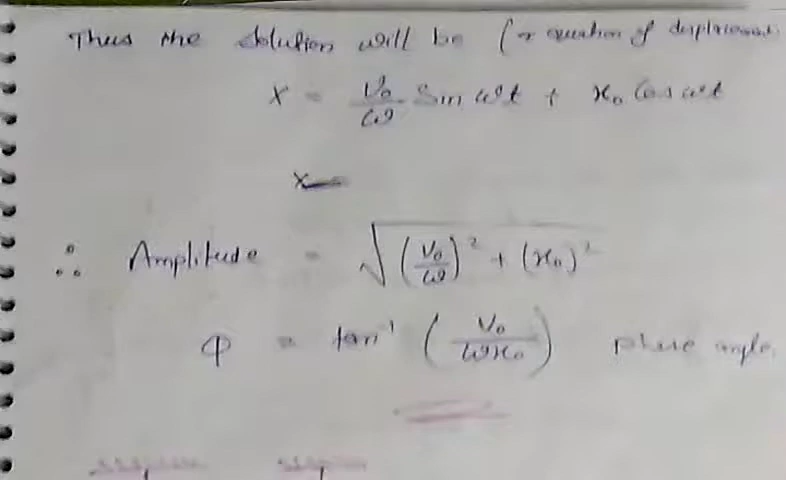 Thus the solution will be (or equation of displacement
x = V₀/ω Sin ωt + x₀ Cos ωt
x =
∴ Amplitude = √((V₀/ω)² + (x₀)²)
φ = tan⁻¹ (V₀/ωx₀) phase angle.